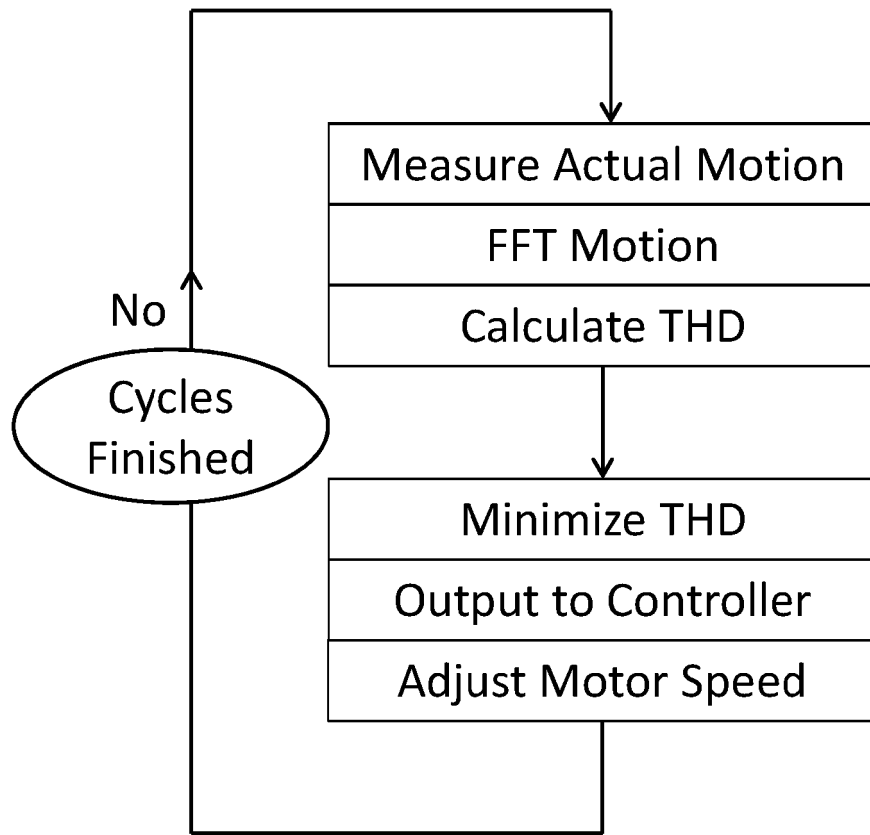 Measure Actual Motion
FFT Motion
Calculate THD
No
Cycles
Finished
Minimize THD
Output to Controller
Adjust Motor Speed